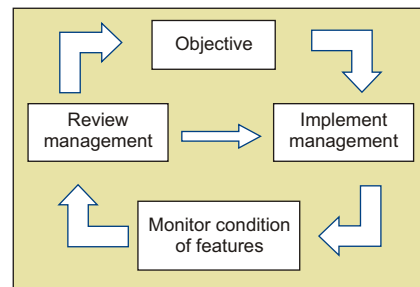 Objective
Review
management
Implement
management
Monitor condition
of features